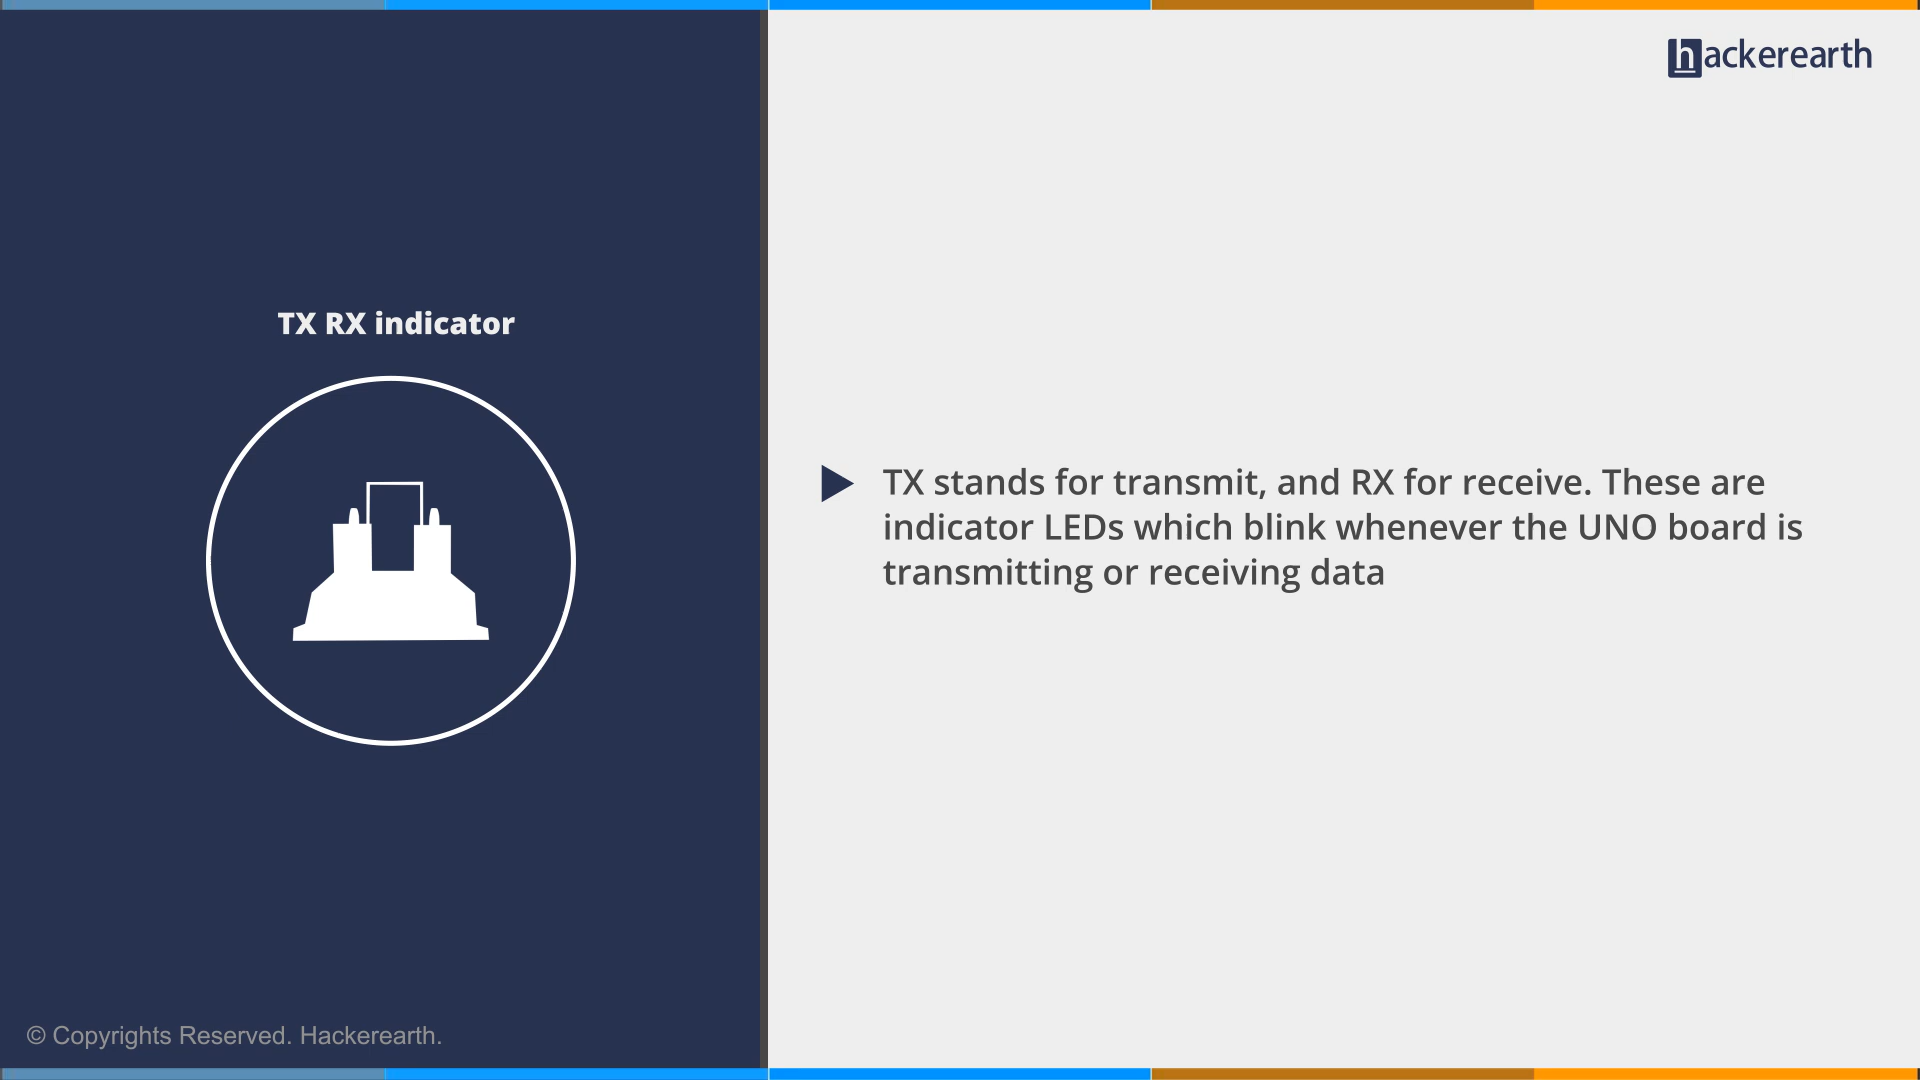 hackerearth
TX RX indicator
TX stands for transmit, and RX for receive. These are
indicator LEDs which blink whenever the UNO board is
transmitting or receiving data
© Copyrights Reserved. Hackerearth.